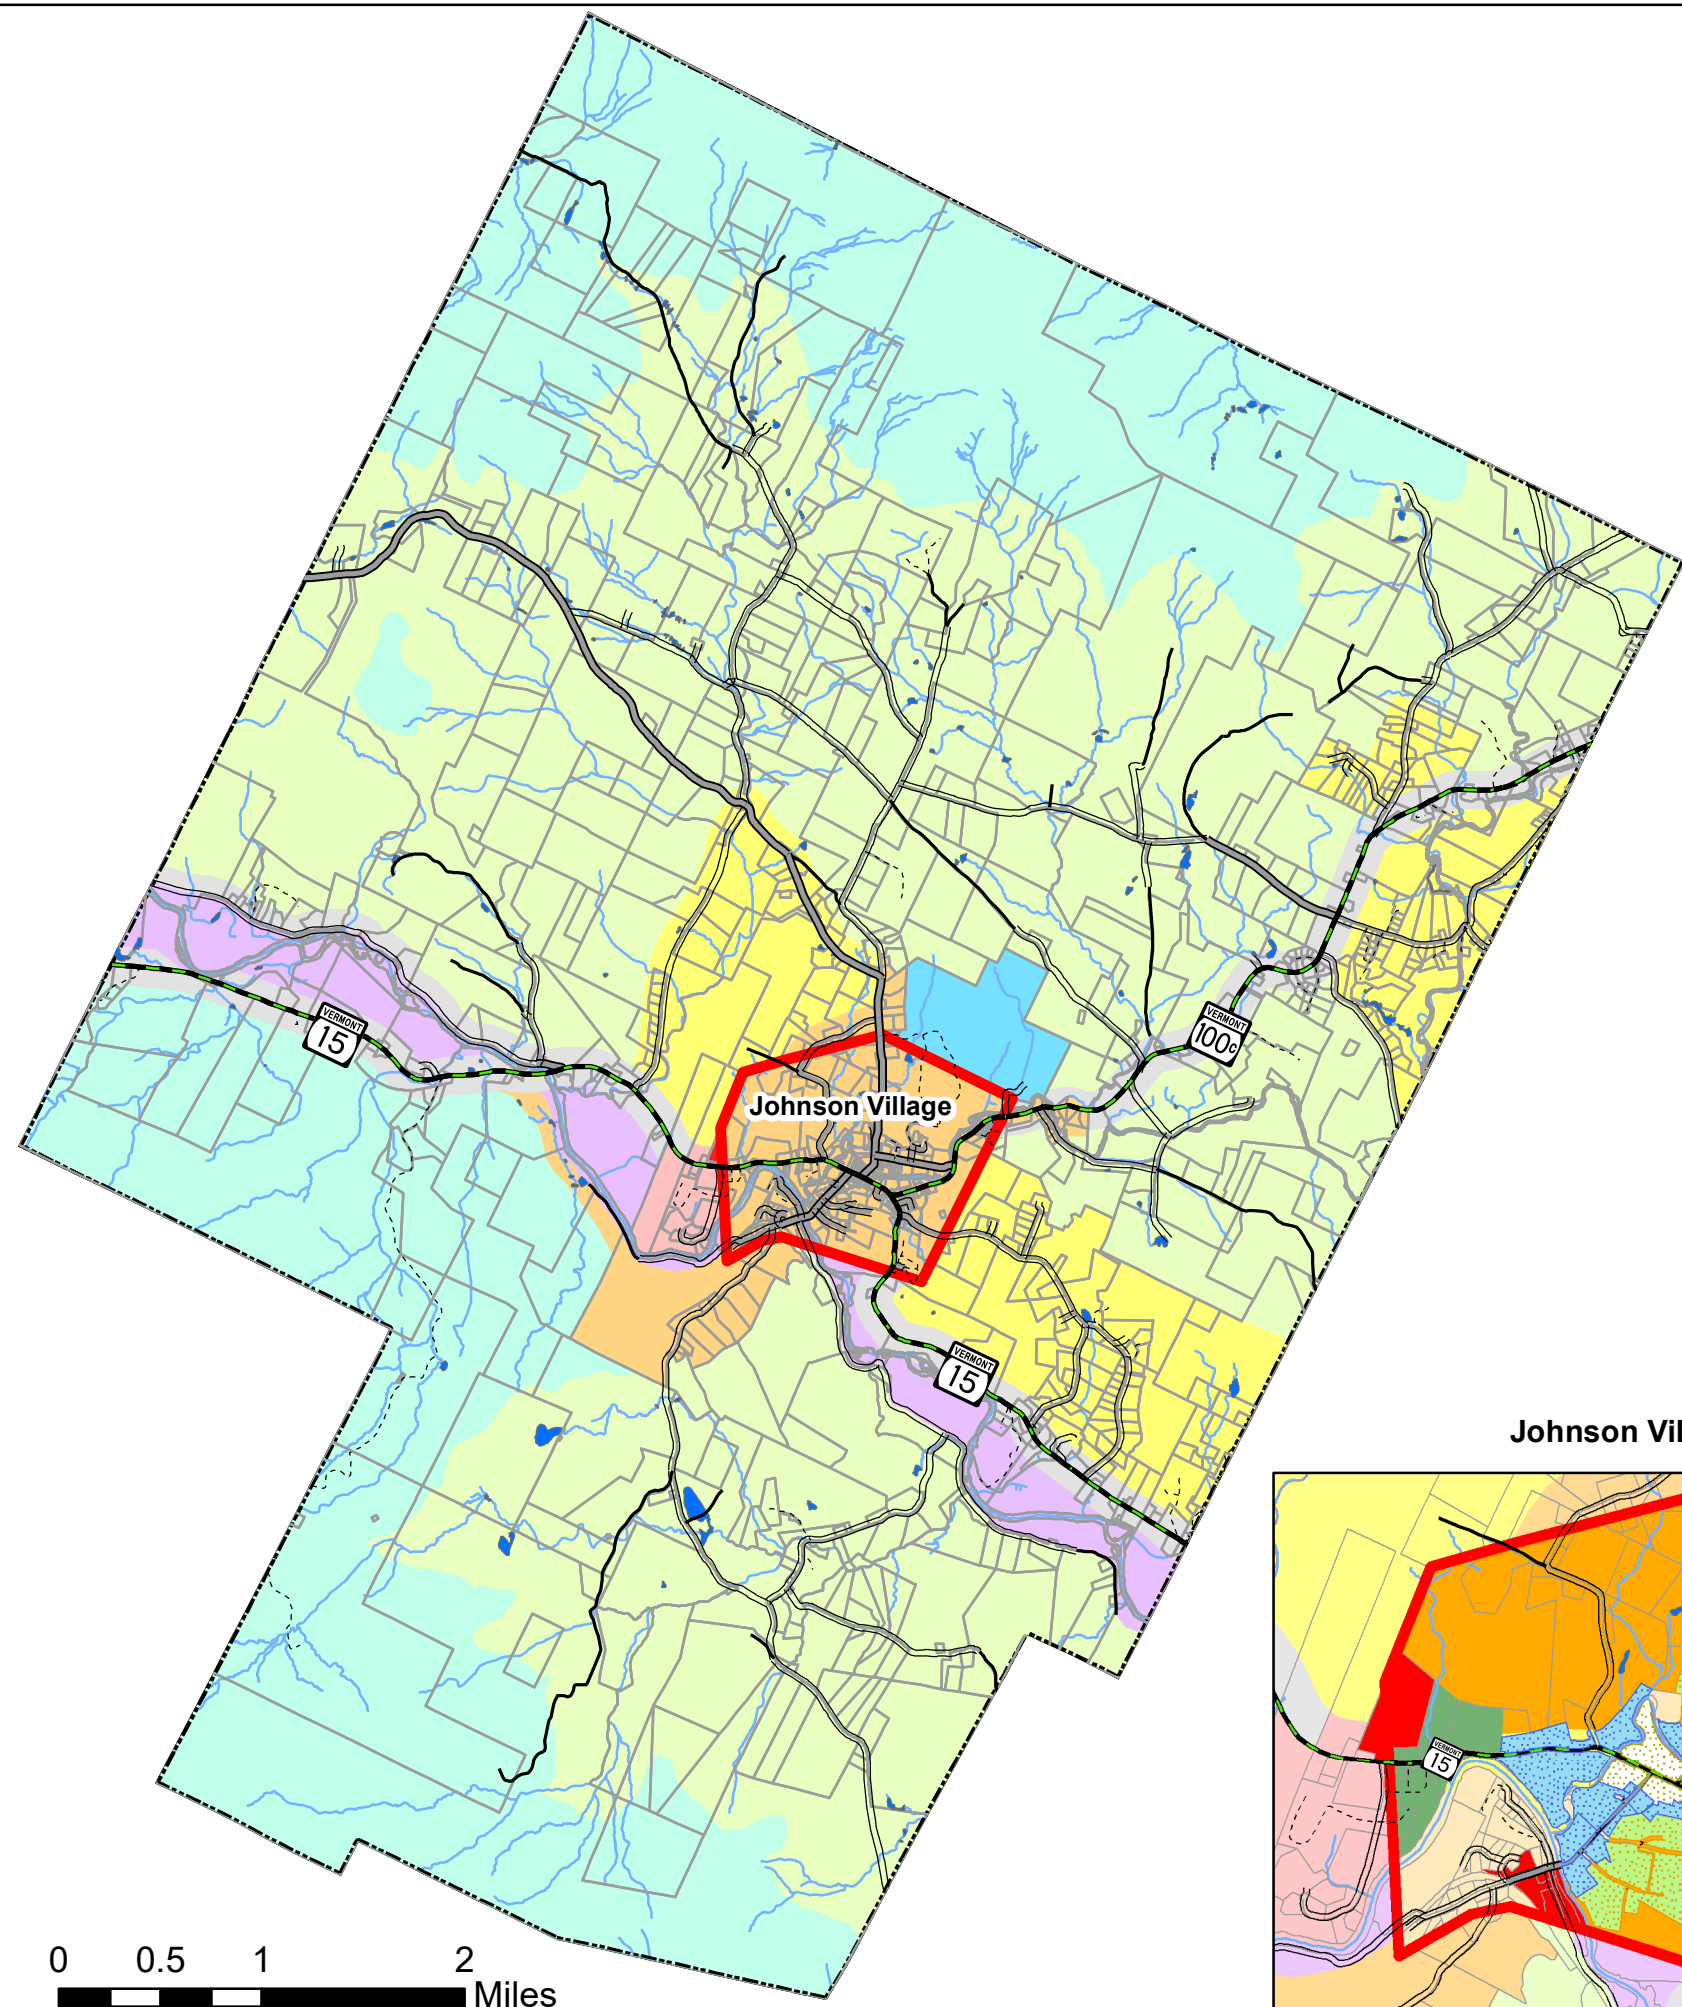 VERMONT
15
VERMONT
100c
Johnson Village
VERMONT
15
Johnson Vil
VERMONT
15
0 0.5 1 2
Miles